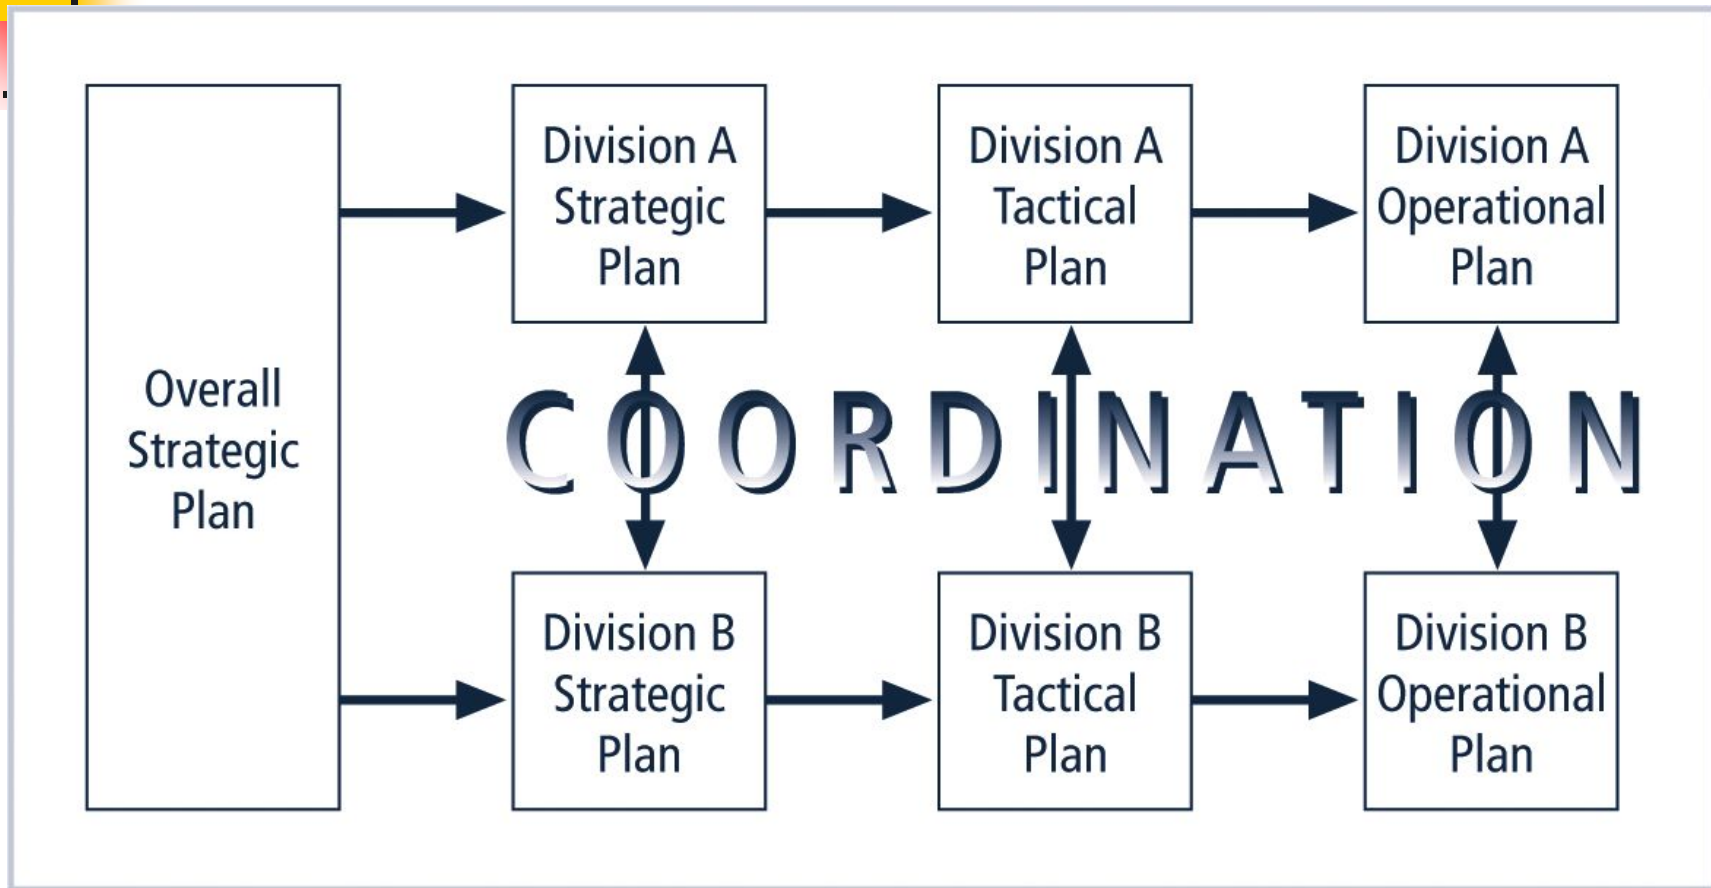 Overall
Strategic
Plan
Division A
Strategic
Plan
Division A
Tactical
Plan
Division A
Operational
Plan
COORDINATION
Division B
Strategic
Plan
Division B
Tactical
Plan
Division B
Operational
Plan